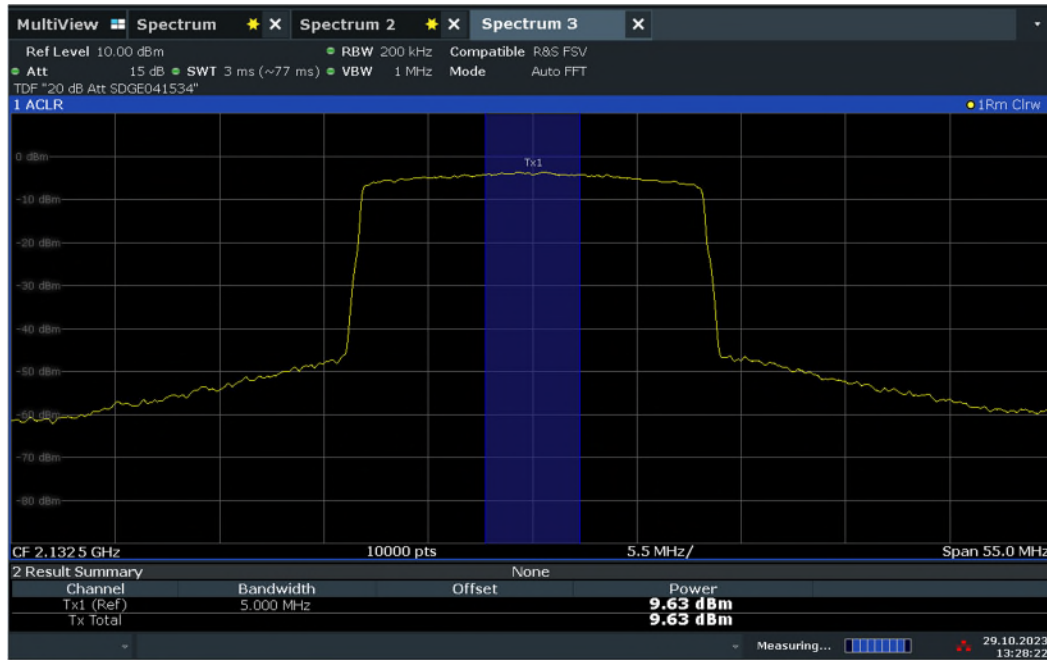 MultiView Spectrum Spectrum 2 Spectrum 3
Ref Level 10.00 dBm RBW 200 kHz Compatible R&S FSV
Att 15 dB SWT 3 ms (~77 ms) VBW 1 MHz Mode Auto FFT
TDF "20 dB Att SDGE041534"
1 ACLR 1Rm Clrw
0 dBm
Tx1
-10 dBm
-20 dBm
-30 dBm
-40 dBm
-50 dBm
-60 dBm
-70 dBm
-80 dBm
CF 2.1325 GHz 10000 pts 5.5 MHz/ Span 55.0 MHz
2 Result Summary None
Channel Bandwidth Offset Power
Tx1 (Ref) 5.000 MHz 9.63 dBm
Tx Total 9.63 dBm
Measuring... 29.10.2023
13:28:22